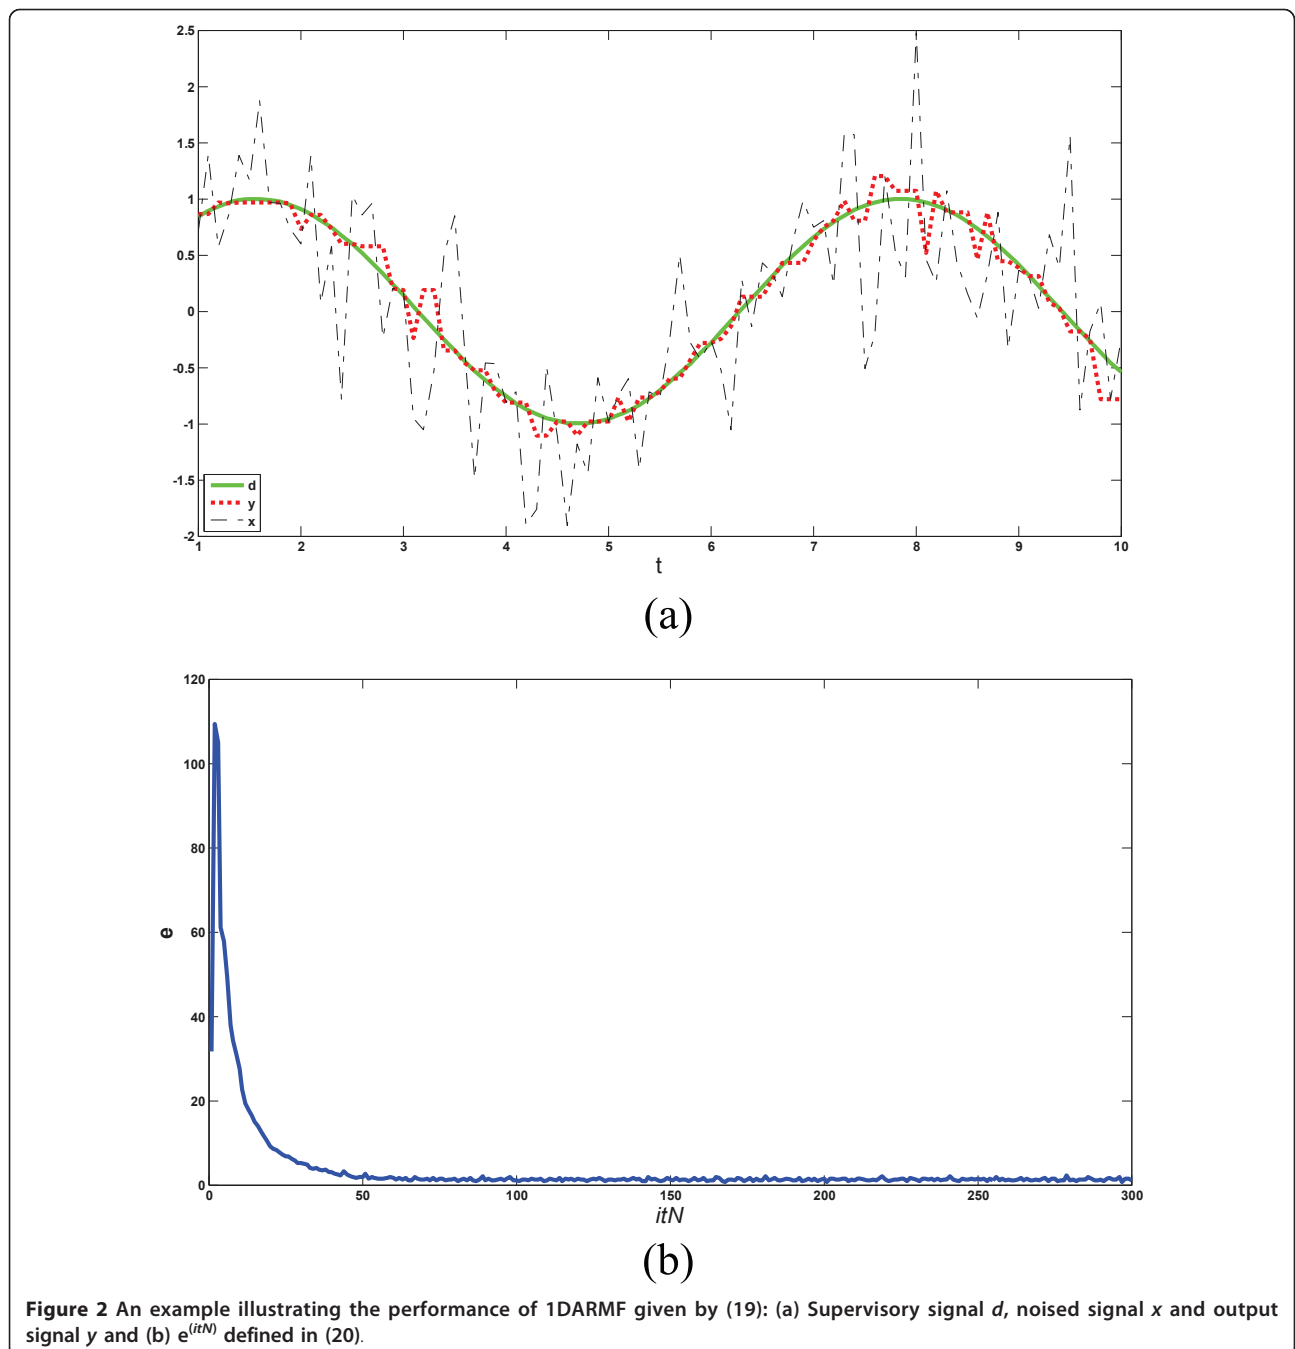 2.5
2
1.5
1
0.5
0
-0.5
-1
-1.5
-2
d
y
x
1 2 3 4 5 6 7 8 9 10
t
(a)
120
100
80
60
40
20
0
e
0 50 100 150 200 250 300
itN
(b)
Figure 2 An example illustrating the performance of 1DARMF given by (19): (a) Supervisory signal d, noised signal x and output
signal y and (b) e(itN) defined in (20).